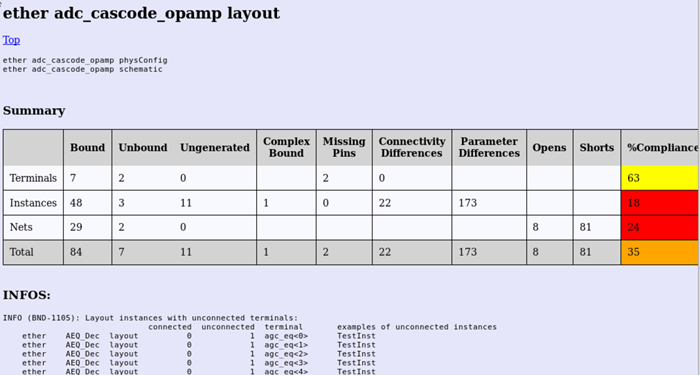 ether adc_cascode_opamp layout
Top
ether adc_cascode_opamp physConfig
ether adc_cascode_opamp schematic
Summary
Bound Unbound Ungenerated Complex Bound Missing Pins Connectivity Differences Parameter Differences Opens Shorts %Compliance
Terminals 7 2 0 2 0 63
Instances 48 3 11 1 0 22 173 18
Nets 29 2 0 8 81 24
Total 84 7 11 1 2 22 173 8 81 35
INFOS:
INFO (BND-1105): Layout instances with unconnected terminals:
connected unconnected terminal examples of unconnected instances
ether AEQ_Dec layout 0 1 agc_eq<0> TestInst
ether AEQ_Dec layout 0 1 agc_eq<1> TestInst
ether AEQ_Dec layout 0 1 agc_eq<2> TestInst
ether AEQ_Dec layout 0 1 agc_eq<3> TestInst
ether AEQ_Dec layout 0 1 agc_eq<4> TestInst